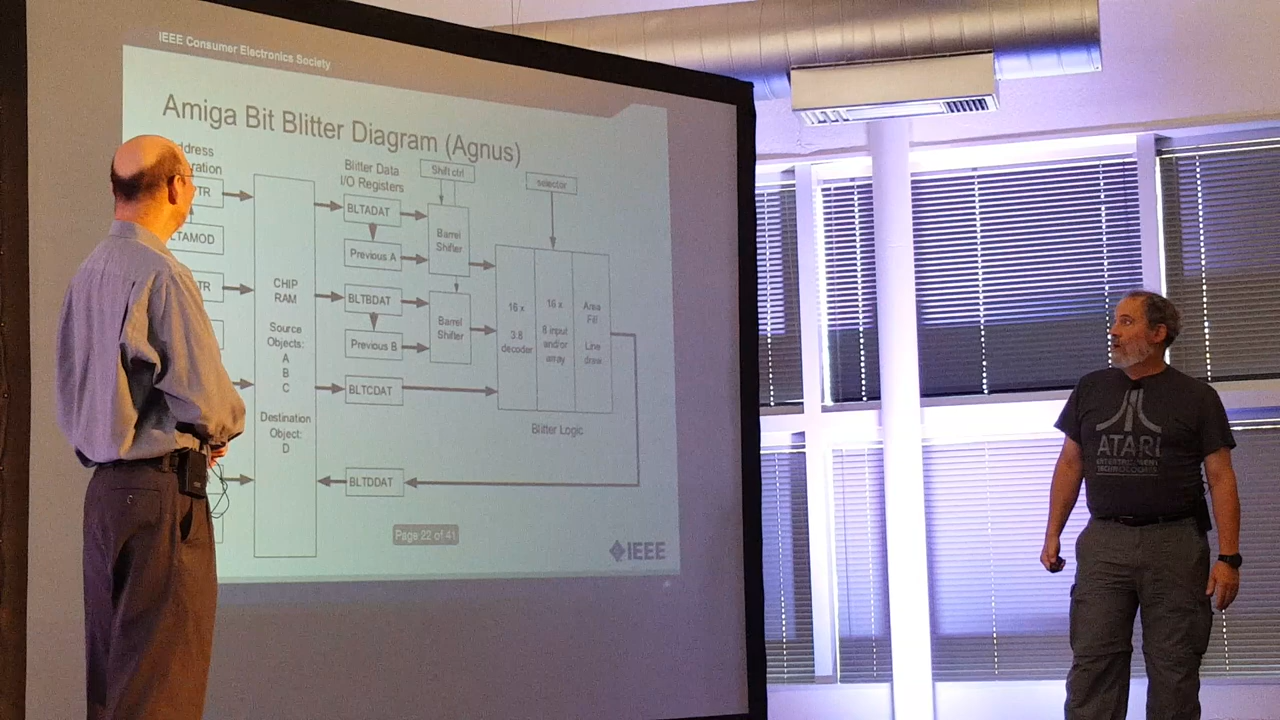 IEEE Consumer Electronics Society
Amiga Bit Blitter Diagram (Agnus)
Blitter Data
I/O Registers
Shift ctrl
selector
TR
BLTADAT
LTAMOD
Previous A
Barrel
Shifter
TR
BLTBDAT
Previous B
Barrel
Shifter
BLTCDAT
BLTDDAT
CHIP
RAM
Source
Objects:
A
B
C
Destination
Object:
D
16 x
3.8
decoder
16 x
8 input
and/or
array
Area
Fill
Line
draw
Blitter Logic
Page 22 of 41
IEEE
ATARI